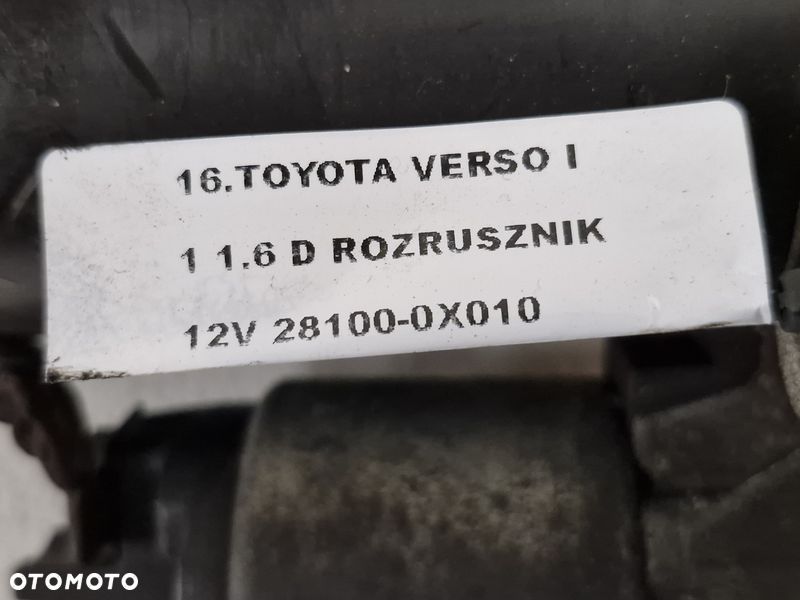 16.TOYOTA VERSO I
1 1.6 D ROZRUSZNIK
12V 28100-0X010
OTOMOTO